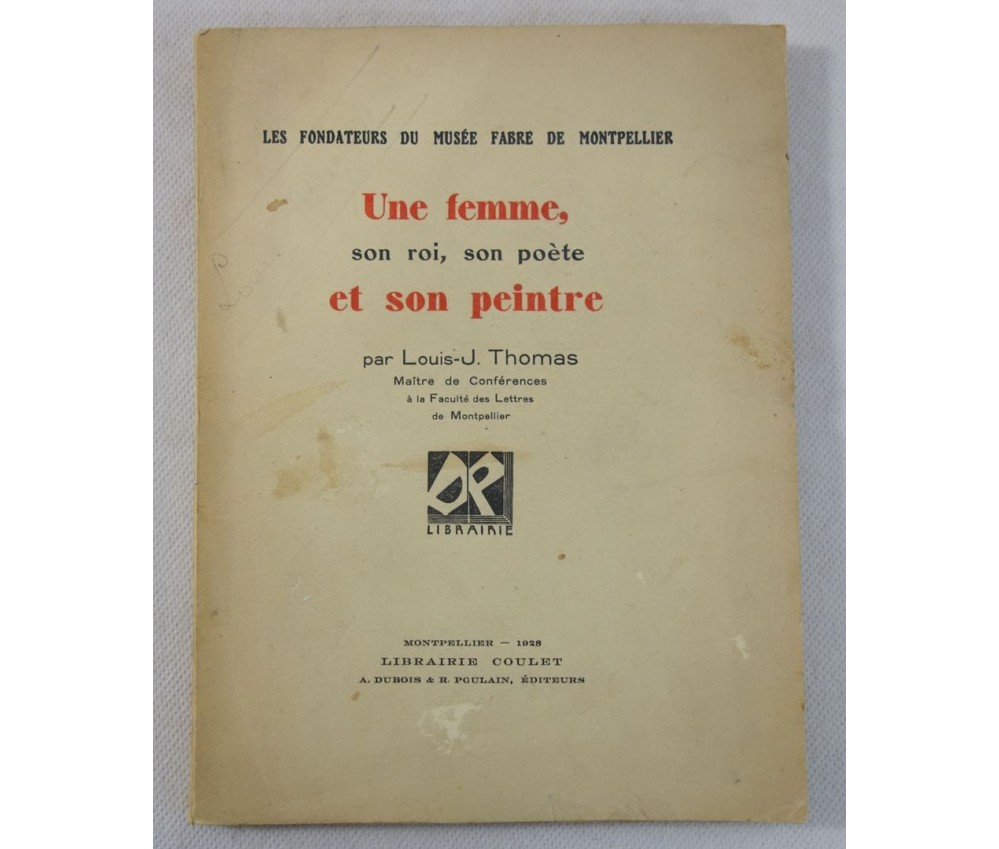 LES FONDATEURS DU MUSÉE FABRE DE MONTPELLIER
Une femme,
son roi, son poète
et son peintre
par Louis-J. Thomas
Maître de Conférences
à la Faculté des Lettres
de Montpellier
DP
LIBRAIRIE
MONTPELLIER — 1928
LIBRAIRIE COULET
A. DUBOIS & R. POULAIN, ÉDITEURS